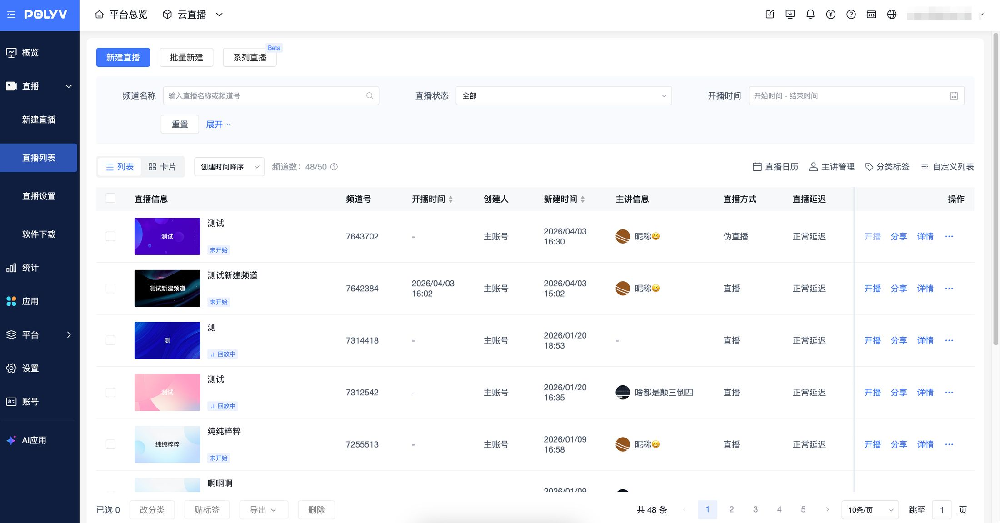 POLYV
平台总览
云直播
概览
直播
新建直播
直播列表
直播设置
软件下载
统计
应用
平台
设置
账号
AI应用
新建直播
批量新建
系列直播
Beta
频道名称
输入直播名称或频道号
直播状态
全部
开播时间
开始时间 - 结束时间
重置
展开
列表
卡片
创建时间降序
频道数：48/50
直播日历
主讲管理
分类标签
自定义列表
直播信息
频道号
开播时间
创建人
新建时间
主讲信息
直播方式
直播延迟
操作
测试
测试
未开始
7643702
-
主账号
2026/04/03
16:30
昵称😆
伪直播
正常延迟
开播
分享
详情
测试新建频道
测试新建频道
未开始
7642384
2026/04/03
16:02
主账号
2026/04/03
15:02
昵称😆
直播
正常延迟
开播
分享
详情
测
测
回放中
7314418
-
主账号
2026/01/20
18:53
-
直播
正常延迟
开播
分享
详情
测试
测试
回放中
7312542
-
主账号
2026/01/20
16:35
啥都是颠三倒四
直播
正常延迟
开播
分享
详情
纯纯粹粹
纯纯粹粹
未开始
7255513
-
主账号
2026/01/09
16:58
昵称😆
直播
正常延迟
开播
分享
详情
啊啊啊
2026/01/09
已选 0
改分类
贴标签
导出
删除
共 48 条
1
2
3
4
5
10条/页
跳至
1
页